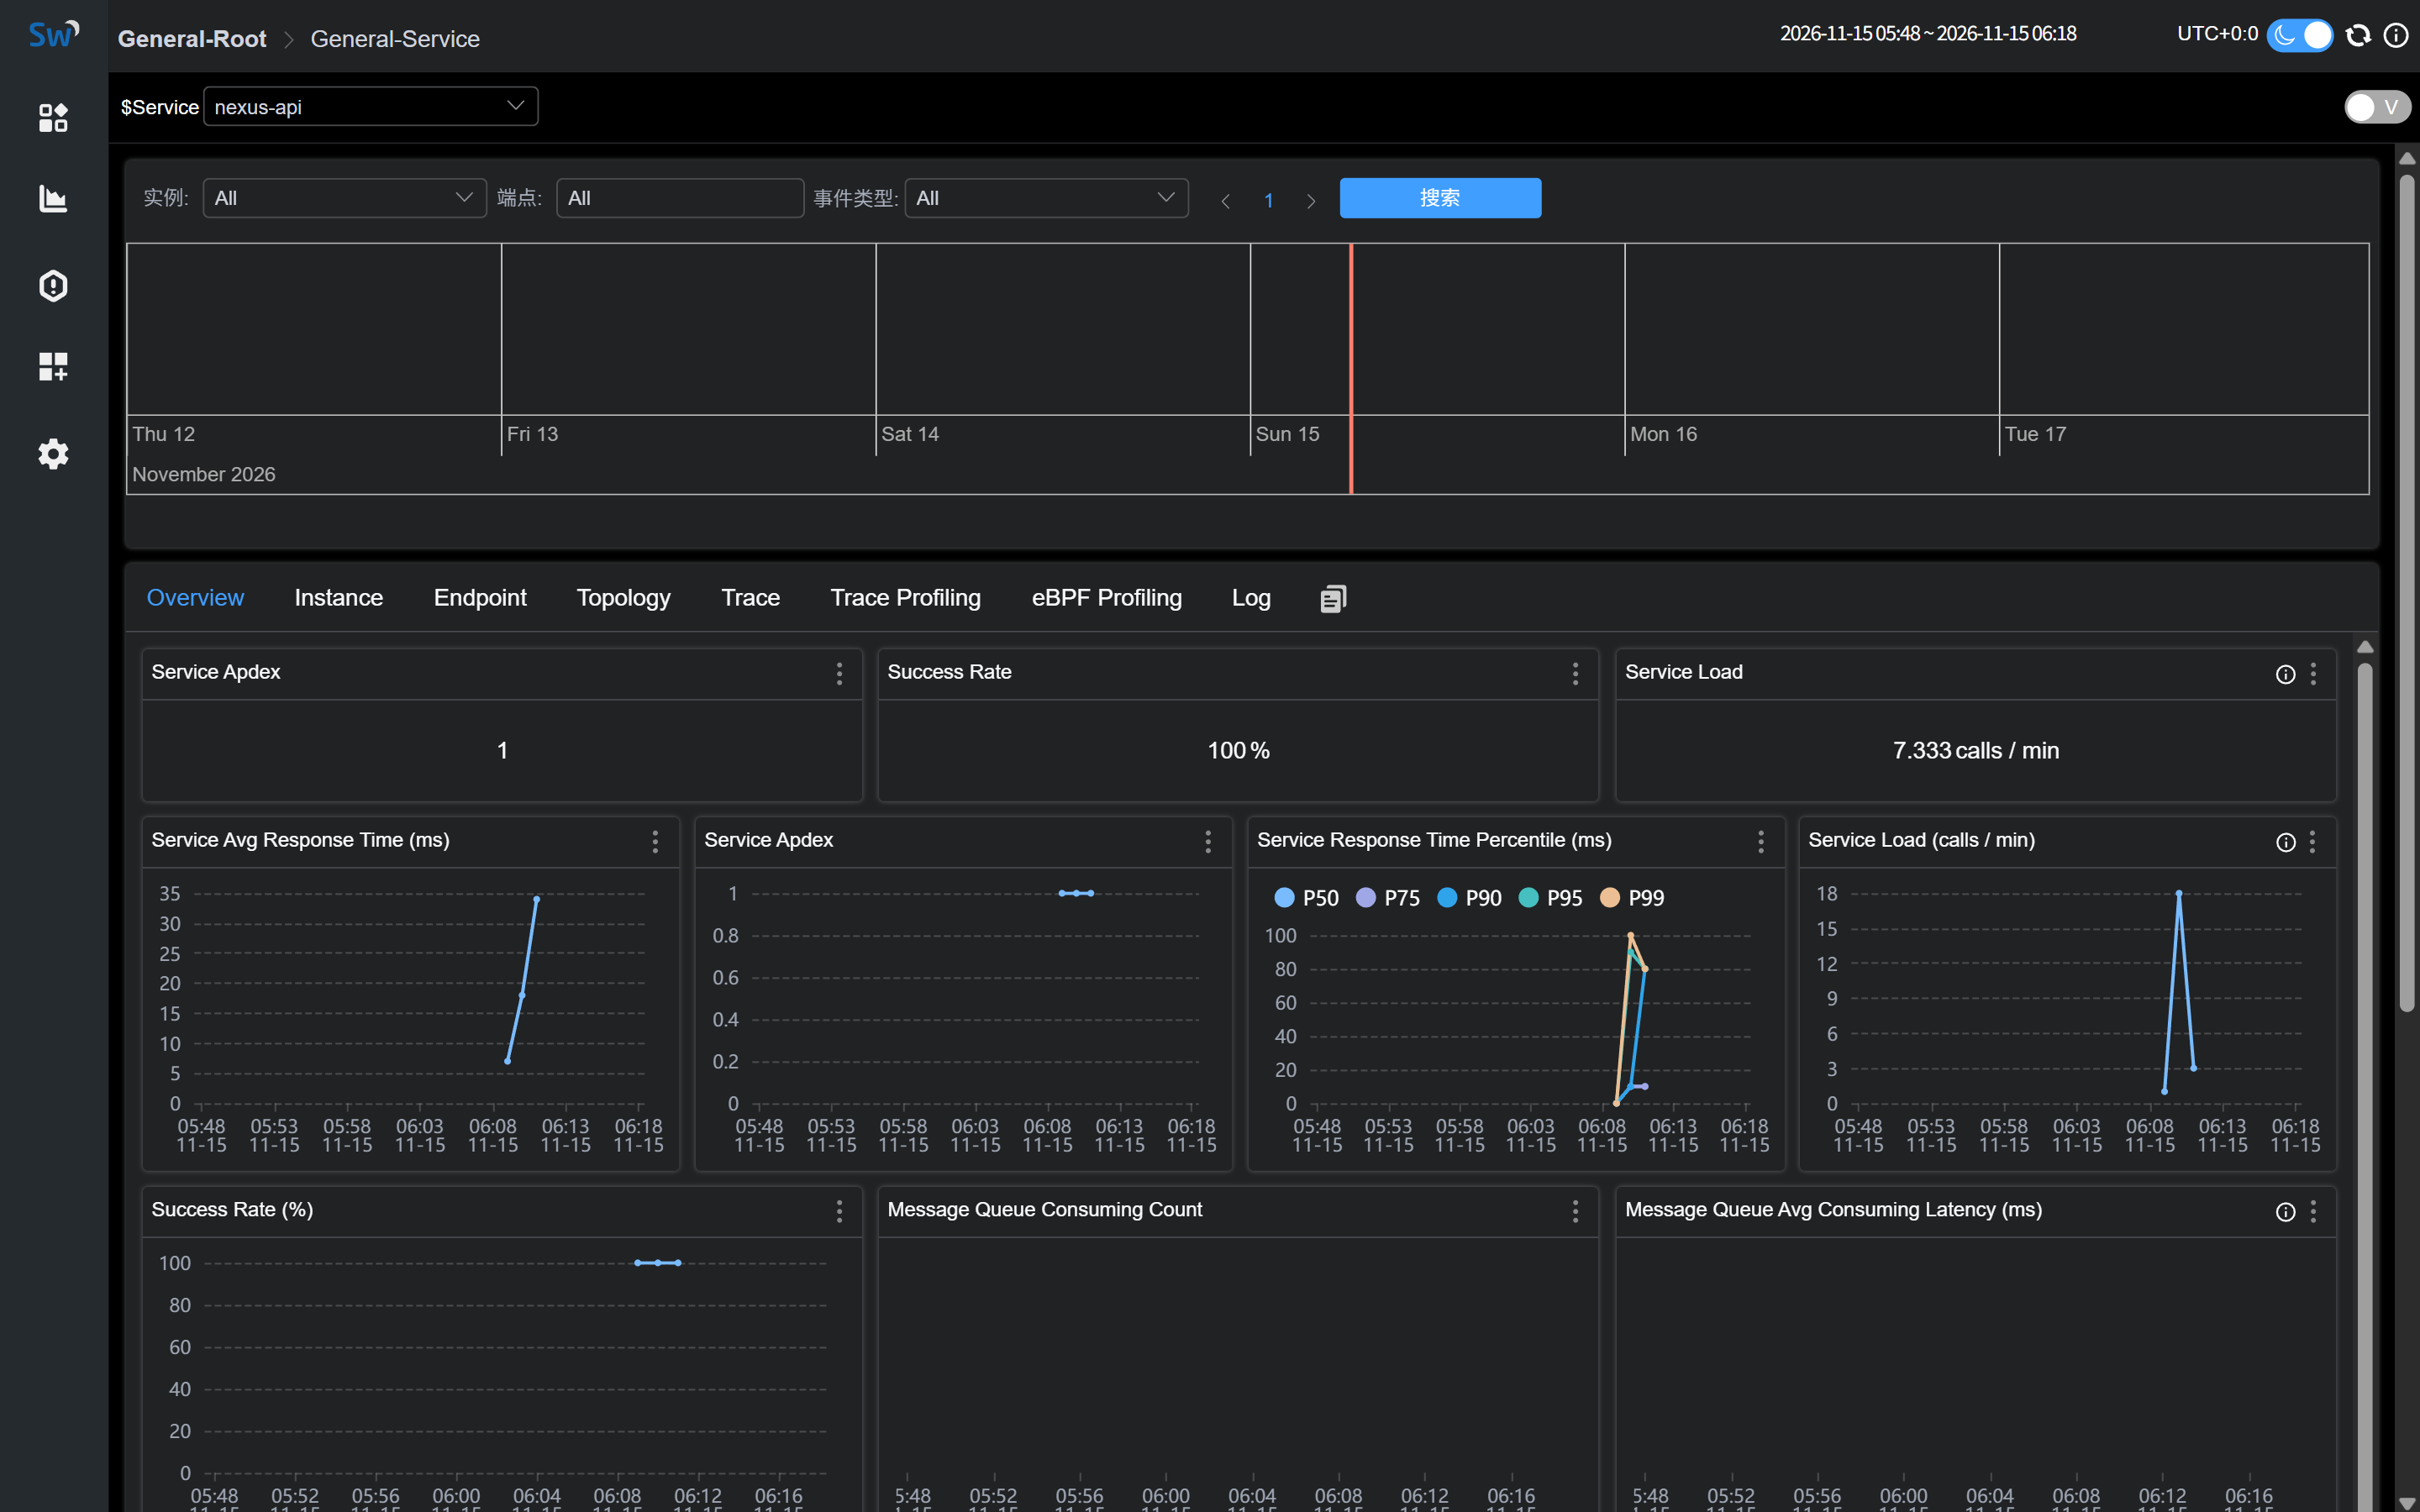 Sw
General-Root > General-Service
2026-11-15 05:48 ~ 2026-11-15 06:18
UTC+0:0
$Service nexus-api
V
实例: All 端点: All 事件类型: All 1 搜索
Thu 12 Fri 13 Sat 14 Sun 15 Mon 16 Tue 17
November 2026
Overview Instance Endpoint Topology Trace Trace Profiling eBPF Profiling Log
Service Apdex
1
Success Rate
100 %
Service Load
7.333 calls / min
Service Avg Response Time (ms)
35
30
25
20
15
10
5
0
05:48 05:53 05:58 06:03 06:08 06:13 06:18
11-15 11-15 11-15 11-15 11-15 11-15 11-15
Service Apdex
1
0.8
0.6
0.4
0.2
0
05:48 05:53 05:58 06:03 06:08 06:13 06:18
11-15 11-15 11-15 11-15 11-15 11-15 11-15
Service Response Time Percentile (ms)
P50 P75 P90 P95 P99
100
80
60
40
20
0
05:48 05:53 05:58 06:03 06:08 06:13 06:18
11-15 11-15 11-15 11-15 11-15 11-15 11-15
Service Load (calls / min)
18
15
12
9
6
3
0
05:48 05:53 05:58 06:03 06:08 06:13 06:18
11-15 11-15 11-15 11-15 11-15 11-15 11-15
Success Rate (%)
100
80
60
40
20
0
05:48 05:52 05:56 06:00 06:04 06:08 06:12 06:16
Message Queue Consuming Count
5:48 05:52 05:56 06:00 06:04 06:08 06:12 06:16
Message Queue Avg Consuming Latency (ms)
5:48 05:52 05:56 06:00 06:04 06:08 06:12 06:16